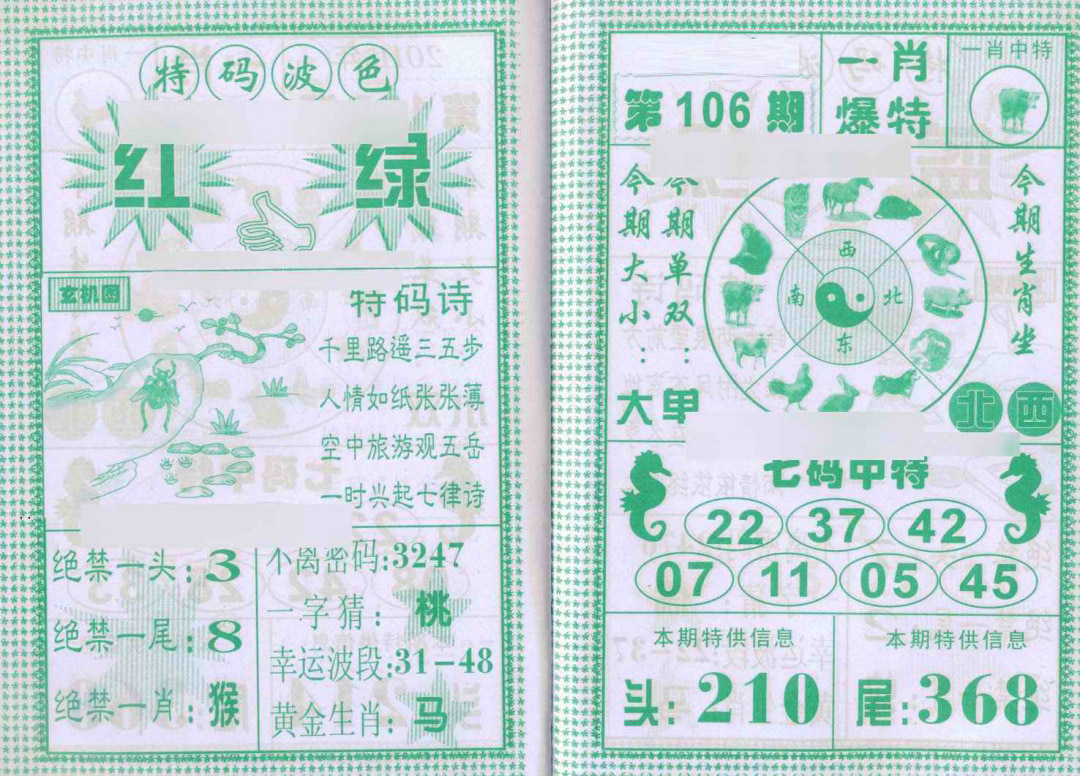 特码波色
红 绿
玄机图
特码诗
千里路遥三五步
人情如纸张张薄
空中旅游观五岳
一时兴起七律诗
绝禁一头：3
绝禁一尾：8
绝禁一肖：猴
不离密码:3247
一字猜：桃
幸运波段:31-48
黄金生肖：马
第106期
一肖
爆特
一肖中特
今期大小：大
今期单双：单
西
南 北
东
今期生肖坐
北 西
七码中特
22 37 42
07 11 05 45
本期特供信息
头：210
本期特供信息
尾：368